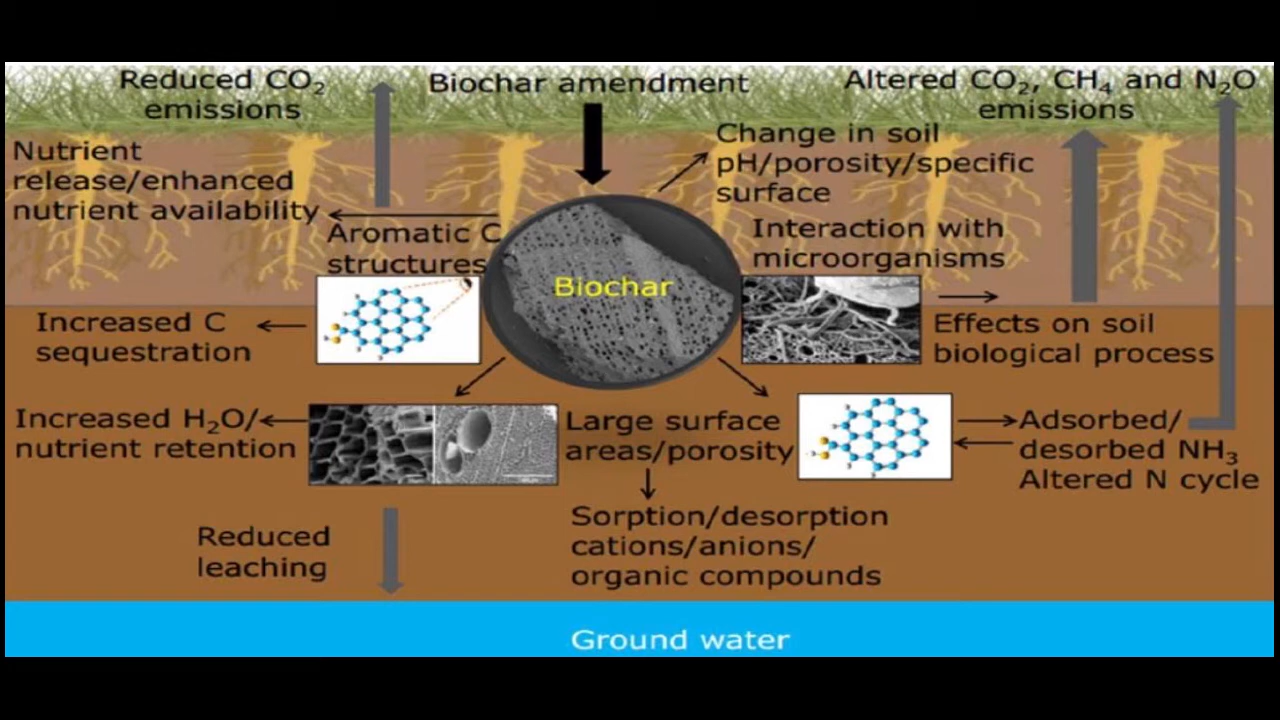 Reduced CO₂
emissions
Biochar amendment
Altered CO₂, CH₄ and N₂O
emissions
Change in soil
pH/porosity/specific
surface
Nutrient
release/enhanced
nutrient availability
Aromatic C
structures
Biochar
Interaction with
microorganisms
Increased C
sequestration
Effects on soil
biological process
Increased H₂O/
nutrient retention
Large surface
areas/porosity
Adsorbed/
desorbed NH₃
Altered N cycle
Sorption/desorption
cations/anions/
organic compounds
Reduced
leaching
Ground water